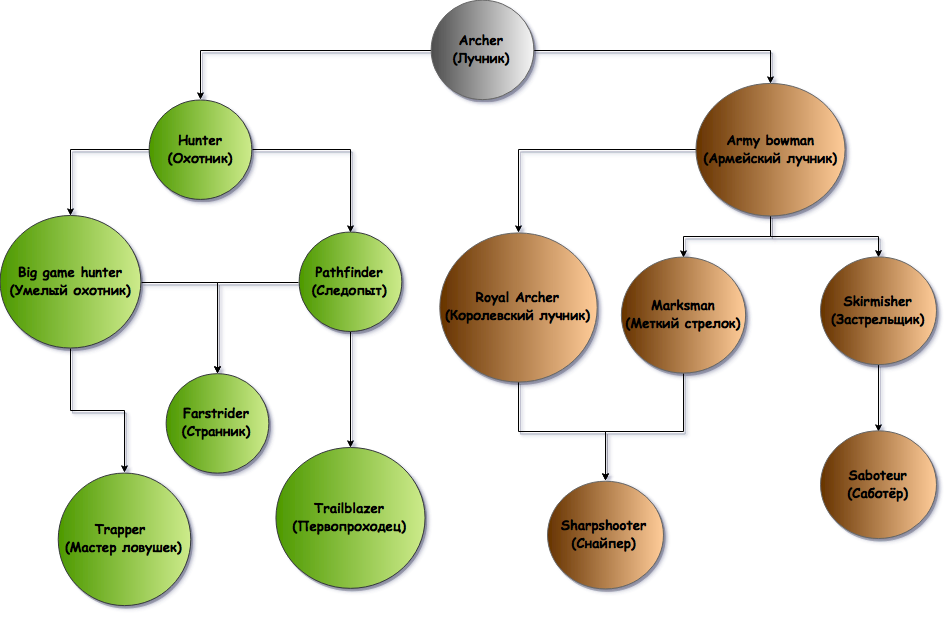 Archer
(Лучник)
Hunter
(Охотник)
Army bowman
(Армейский лучник)
Big game hunter
(Умелый охотник)
Pathfinder
(Следопыт)
Royal Archer
(Королевский лучник)
Marksman
(Меткий стрелок)
Skirmisher
(Застрельщик)
Farstrider
(Странник)
Trapper
(Мастер ловушек)
Trailblazer
(Первопроходец)
Sharpshooter
(Снайпер)
Saboteur
(Саботёр)